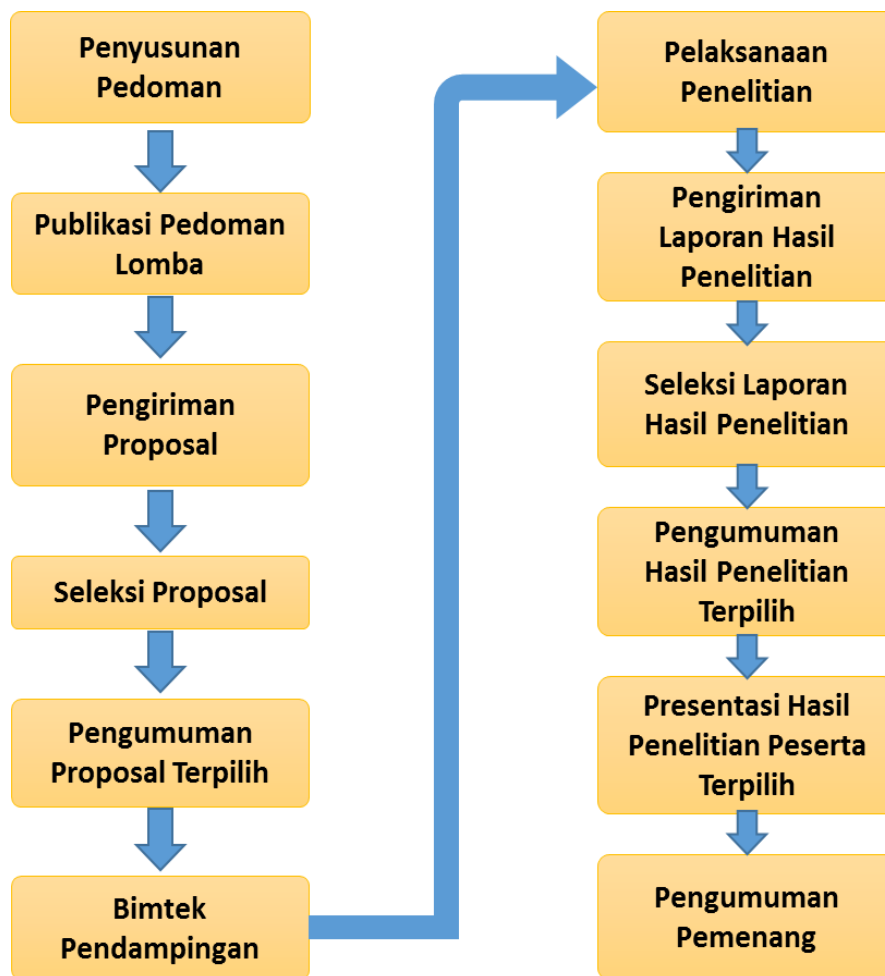 Penyusunan
Pedoman
Publikasi Pedoman
Lomba
Pengiriman
Proposal
Seleksi Proposal
Pengumuman
Proposal Terpilih
Bimtek
Pendampingan
Pelaksanaan
Penelitian
Pengiriman
Laporan Hasil
Penelitian
Seleksi Laporan
Hasil Penelitian
Pengumuman
Hasil Penelitian
Terpilih
Presentasi Hasil
Penelitian Peserta
Terpilih
Pengumuman
Pemenang